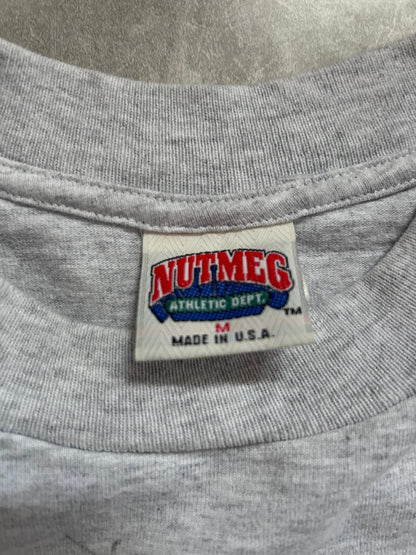 NUTMEG
ATHLETIC DEPT.
TM
M
MADE IN U.S.A.